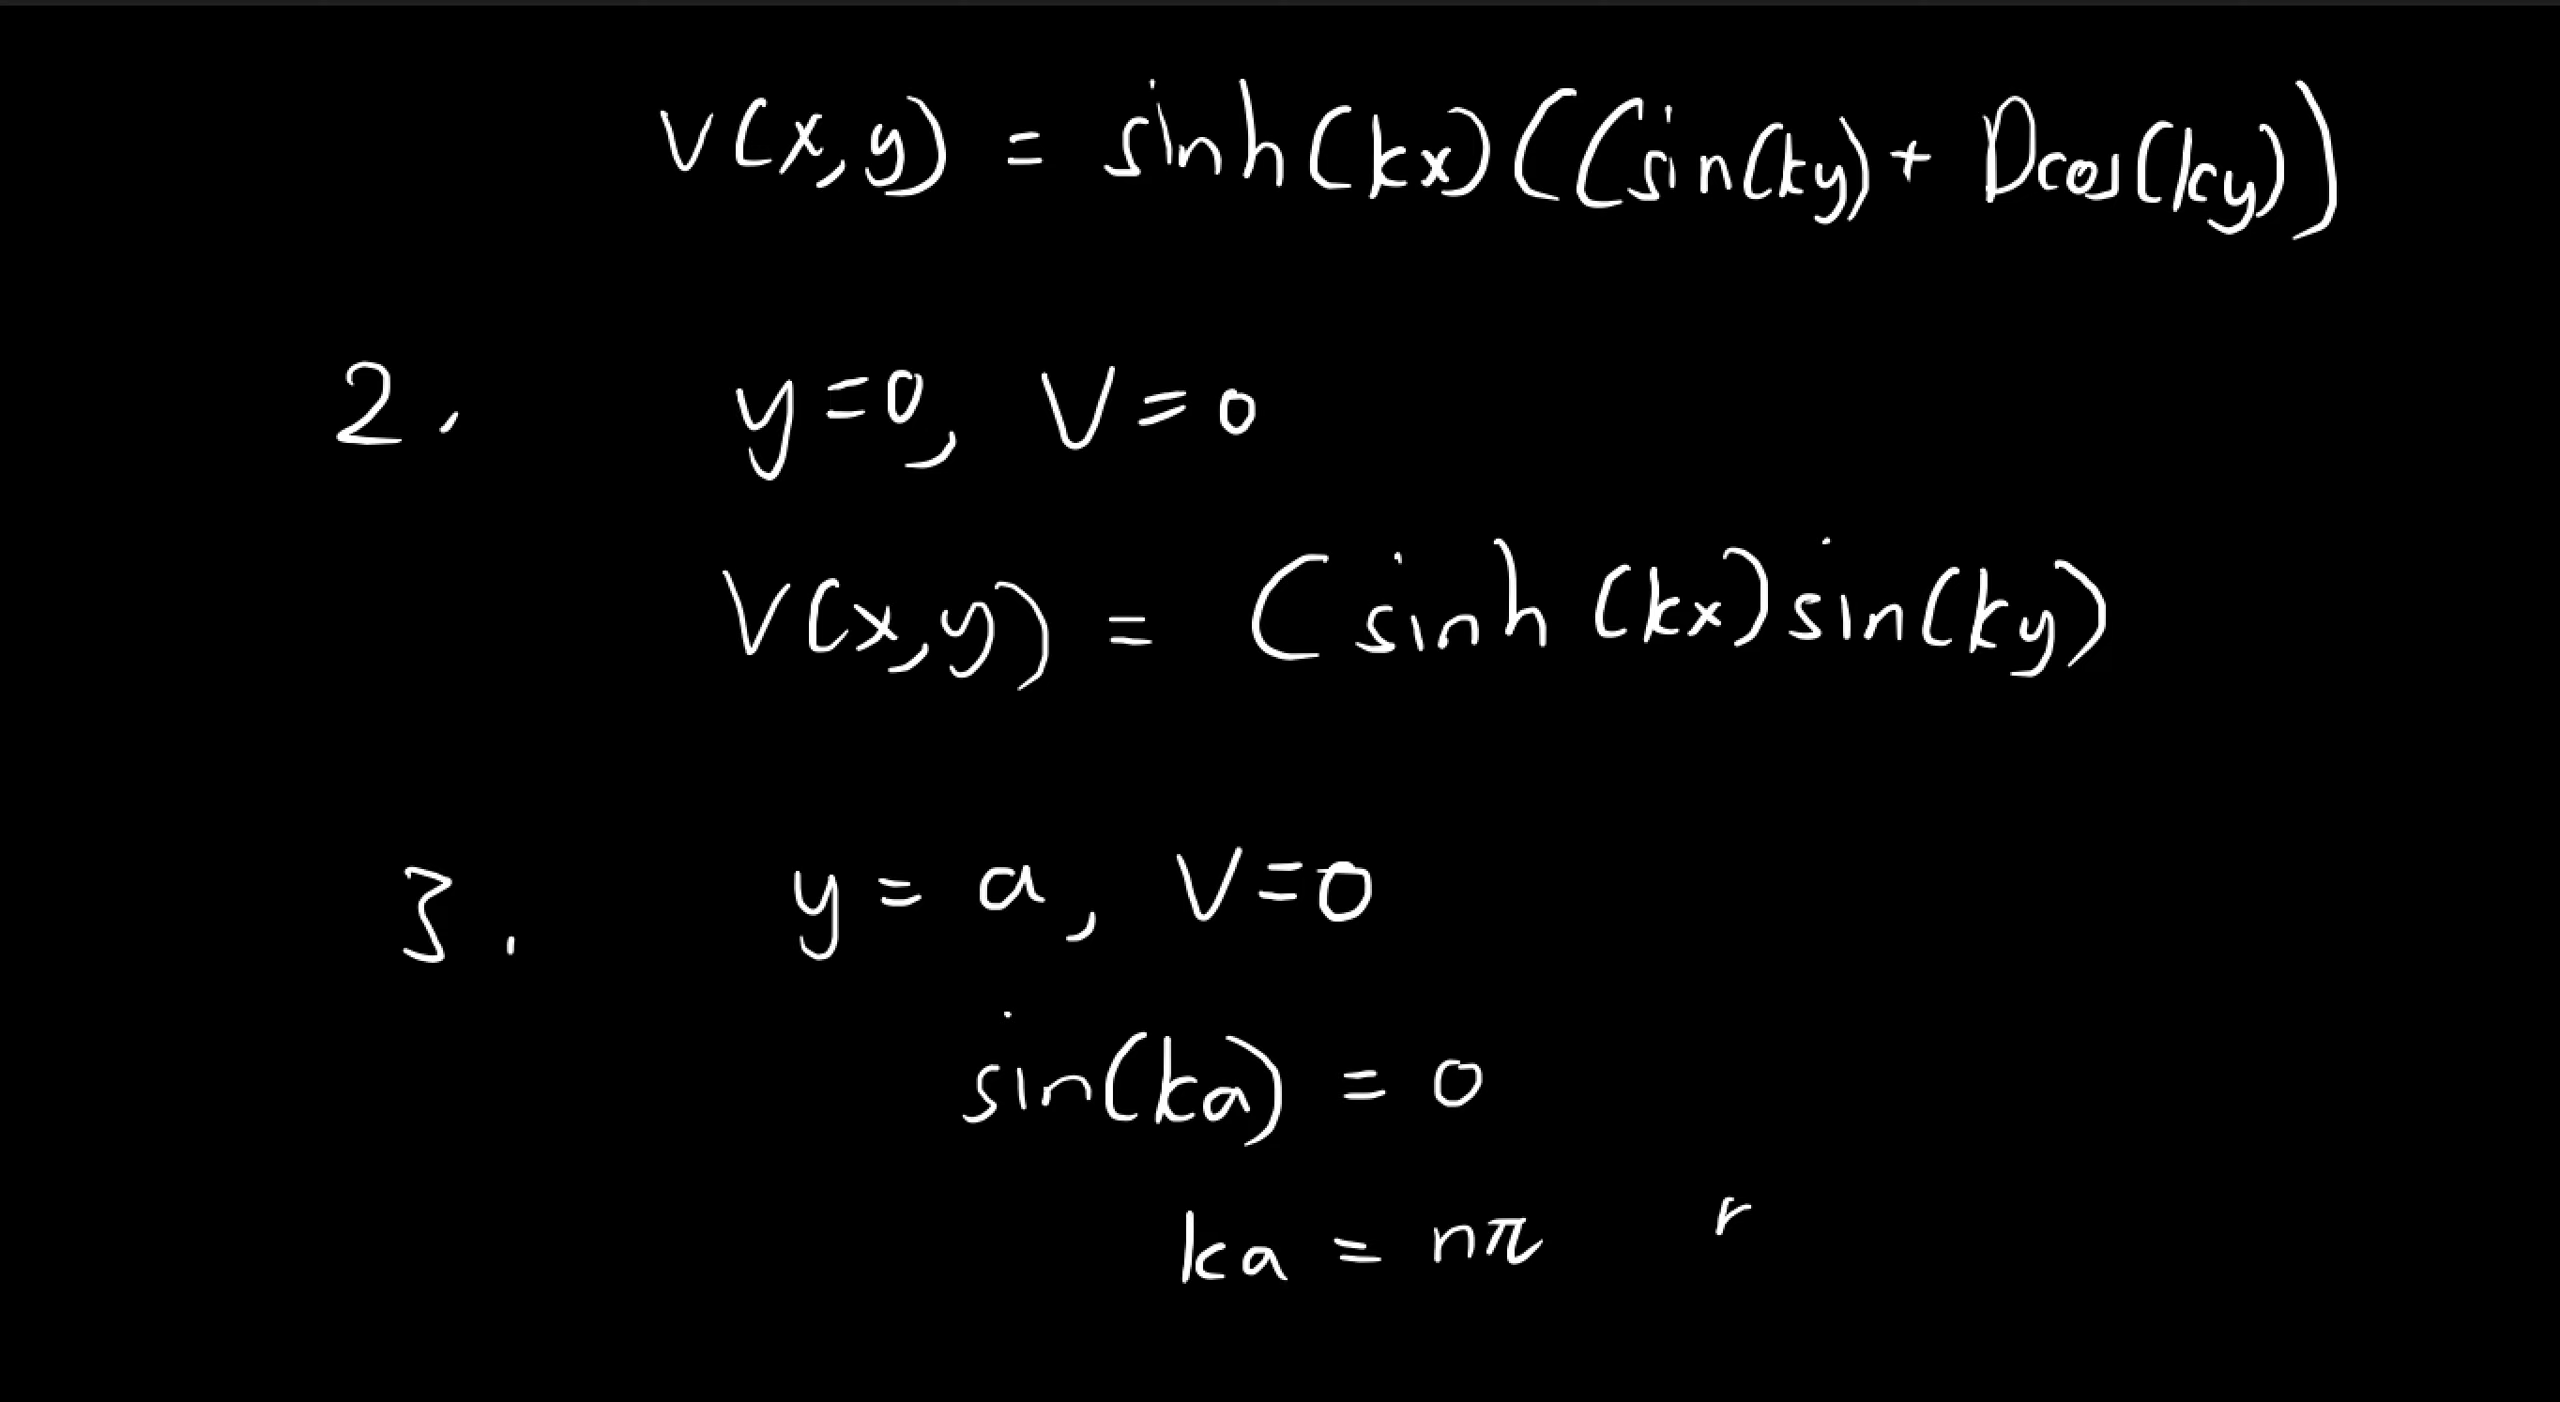 V(x,y) = sinh(kx)(Csin(ky) + Dcos(ky))
2. y=0, V=0
V(x,y) = C sinh(kx)sin(ky)
3. y = a, V=0
sin(ka) = 0
ka = nπ r